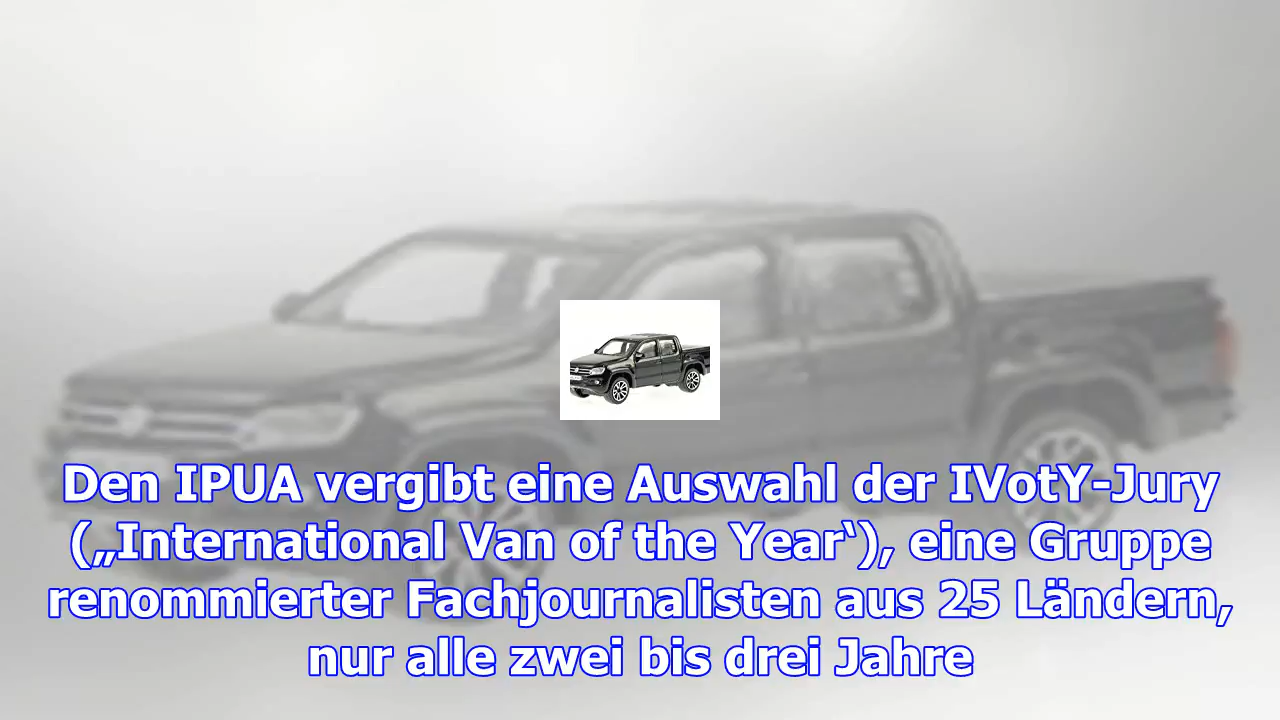 Den IPUA vergibt eine Auswahl der IVotY-Jury
(„International Van of the Year‘), eine Gruppe
renommierter Fachjournalisten aus 25 Ländern,
nur alle zwei bis drei Jahre